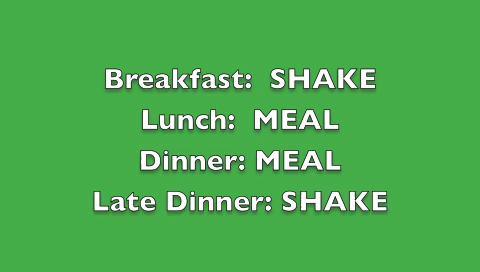 Breakfast:  SHAKE
Lunch:  MEAL
Dinner: MEAL
Late Dinner: SHAKE